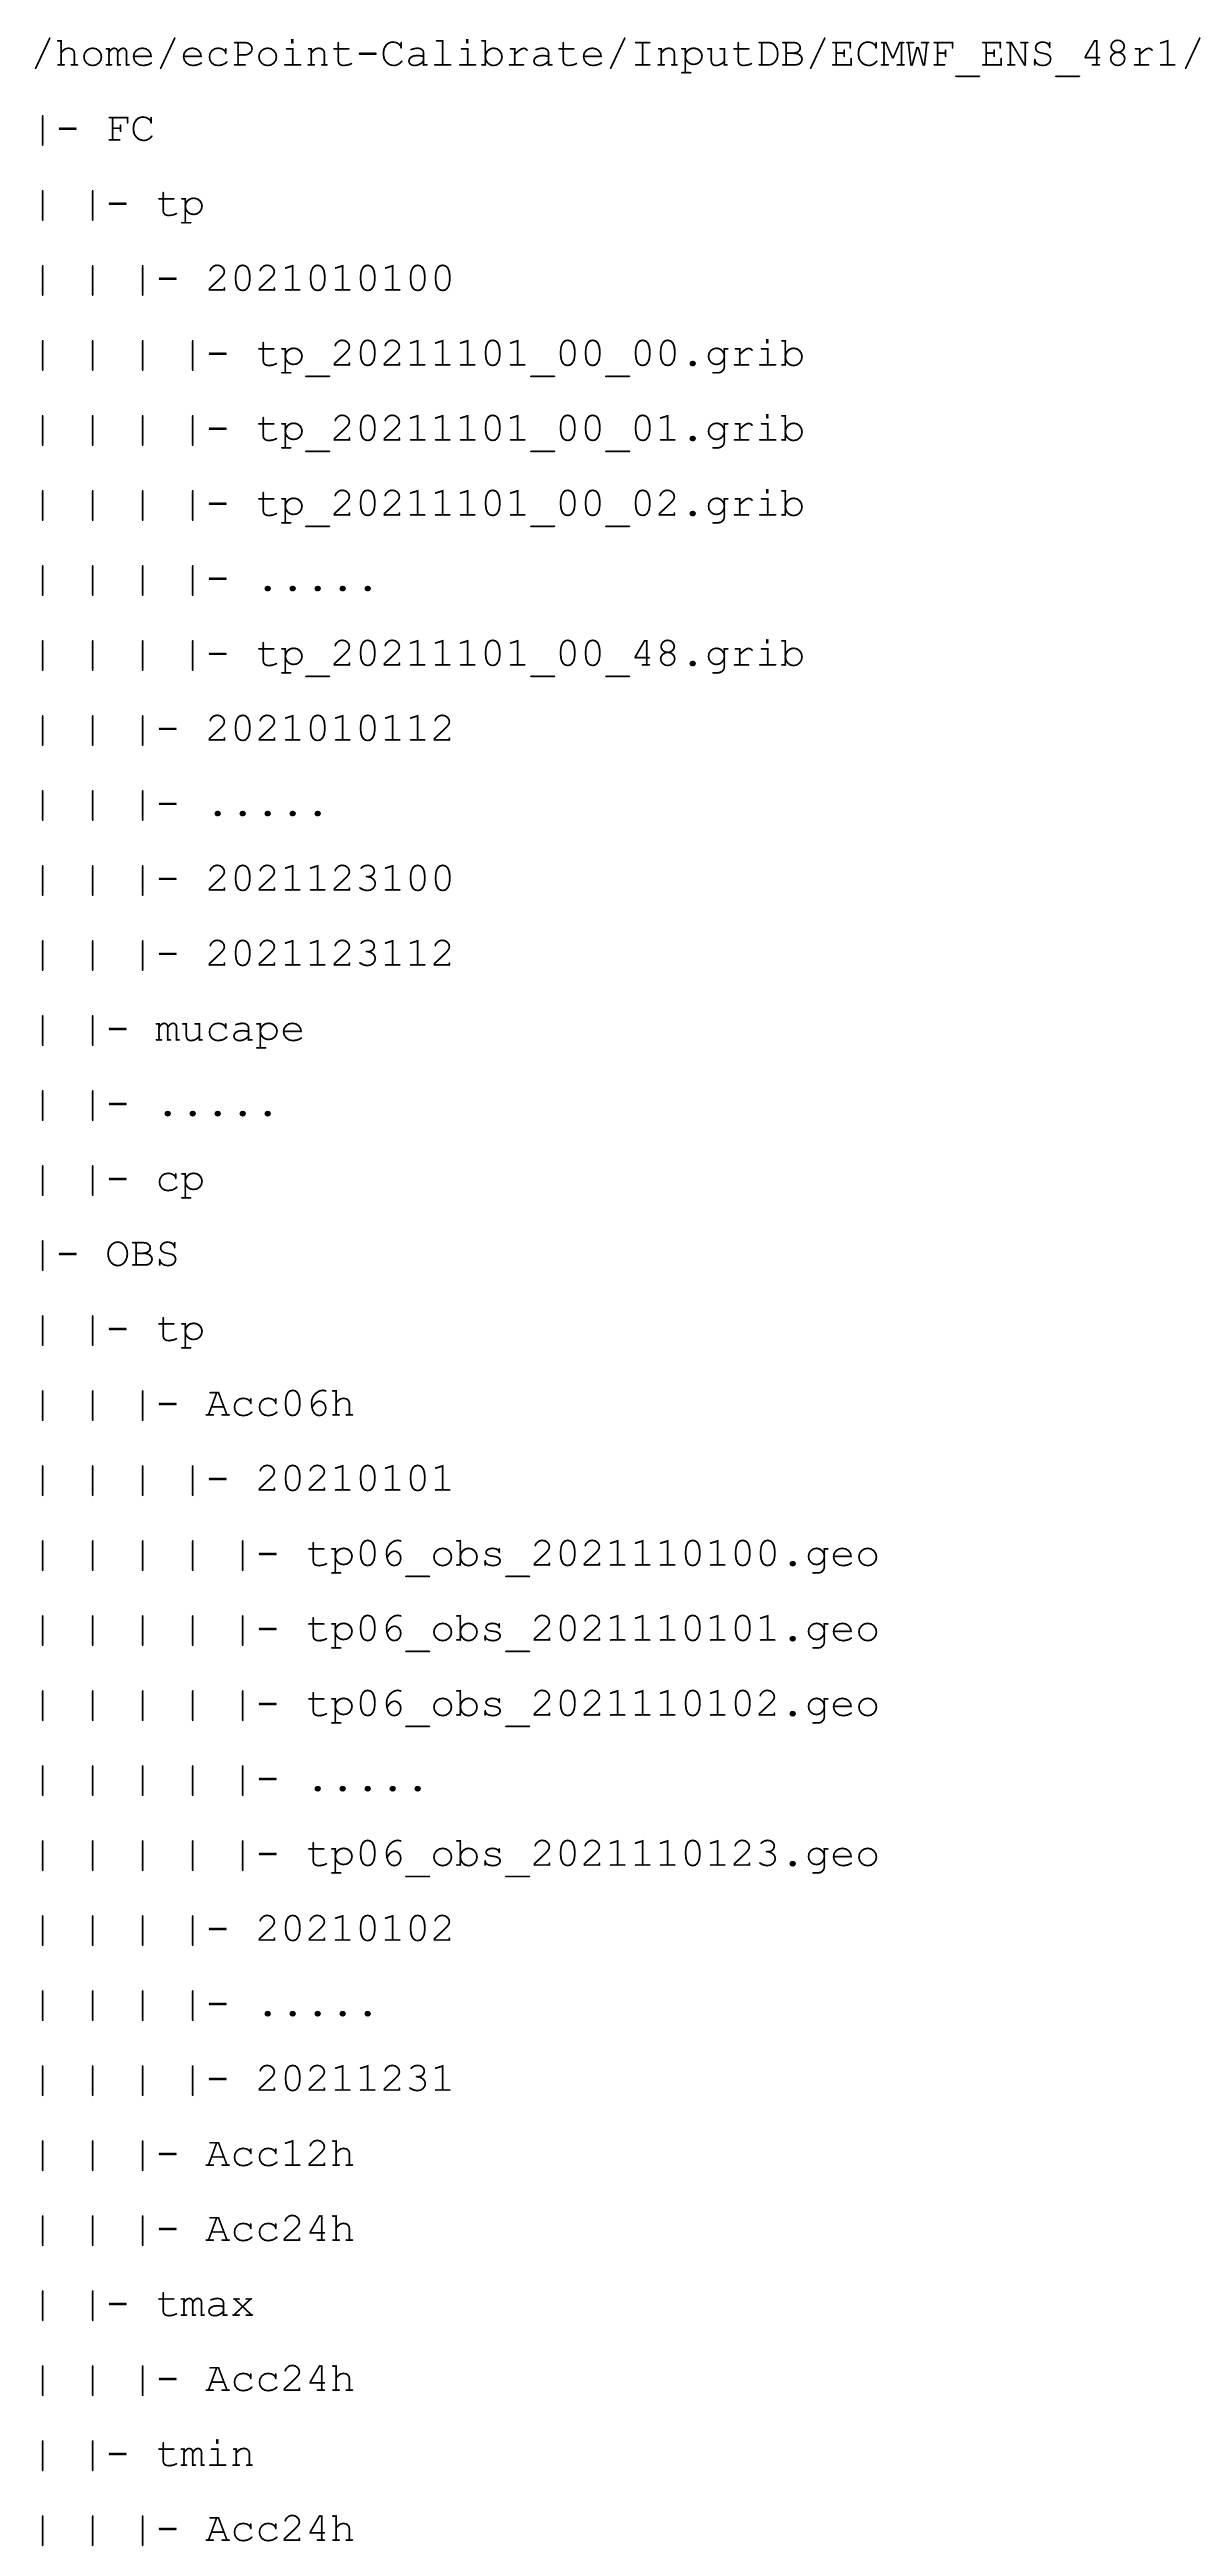 /home/ecPoint-Calibrate/InputDB/ECMWF_ENS_48r1/
|- FC
| |- tp
| | |- 2021010100
| | | |- tp_20211101_00_00.grib
| | | |- tp_20211101_00_01.grib
| | | |- tp_20211101_00_02.grib
| | | |- .....
| | | |- tp_20211101_00_48.grib
| | |- 2021010112
| | |- .....
| | |- 2021123100
| | |- 2021123112
| |- mucape
| |- .....
| |- cp
|- OBS
| |- tp
| | |- Acc06h
| | | |- 20210101
| | | | |- tp06_obs_2021110100.geo
| | | | |- tp06_obs_2021110101.geo
| | | | |- tp06_obs_2021110102.geo
| | | | |- .....
| | | | |- tp06_obs_2021110123.geo
| | | |- 20210102
| | | |- .....
| | | |- 20211231
| | |- Acc12h
| | |- Acc24h
| |- tmax
| | |- Acc24h
| |- tmin
| | |- Acc24h